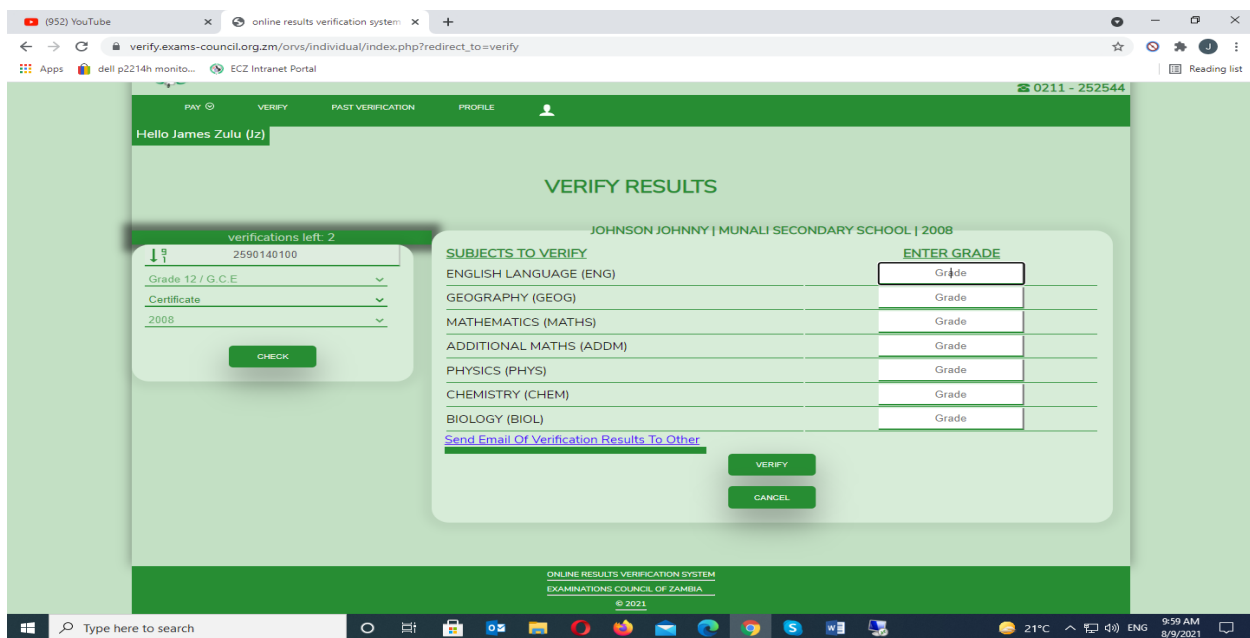 (952) YouTube
online results verification system
verify.exams-council.org.zm/orvs/individual/index.php?redirect_to=verify
Apps dell p2214h monito... ECZ Intranet Portal Reading list
0211 - 252544
PAY VERIFY PAST VERIFICATION PROFILE
Hello James Zulu (Jz)
VERIFY RESULTS
verifications left: 2
2590140100
Grade 12 / G.C.E
Certificate
2008
CHECK
JOHNSON JOHNNY | MUNALI SECONDARY SCHOOL | 2008
SUBJECTS TO VERIFY ENTER GRADE
ENGLISH LANGUAGE (ENG) Grade
GEOGRAPHY (GEOG) Grade
MATHEMATICS (MATHS) Grade
ADDITIONAL MATHS (ADDM) Grade
PHYSICS (PHYS) Grade
CHEMISTRY (CHEM) Grade
BIOLOGY (BIOL) Grade
Send Email Of Verification Results To Other
VERIFY
CANCEL
ONLINE RESULTS VERIFICATION SYSTEM
EXAMINATIONS COUNCIL OF ZAMBIA
© 2021
Type here to search 21°C ENG 9:59 AM
8/9/2021